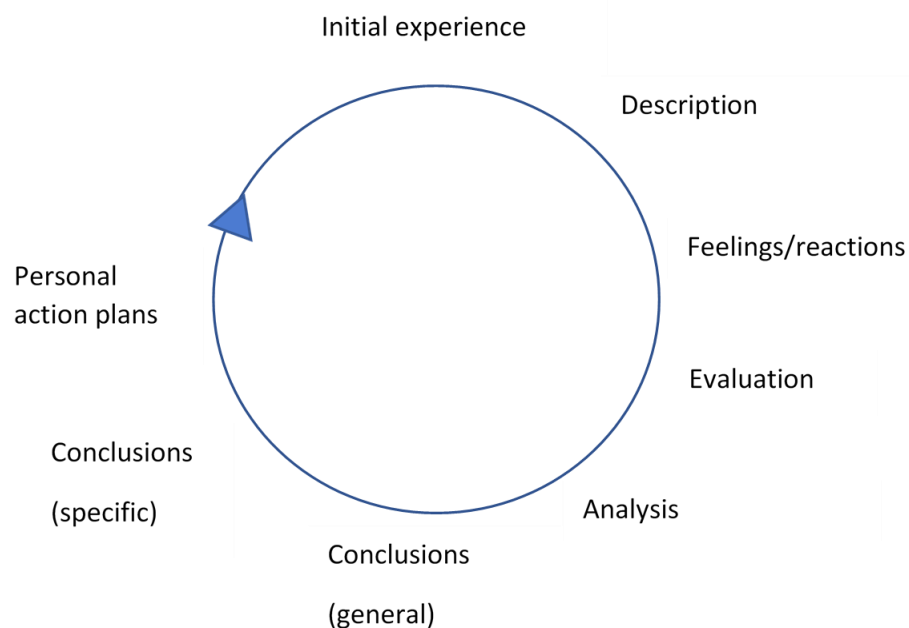 Initial experience
Description
Feelings/reactions
Evaluation
Analysis
Conclusions
(general)
Conclusions
(specific)
Personal
action plans